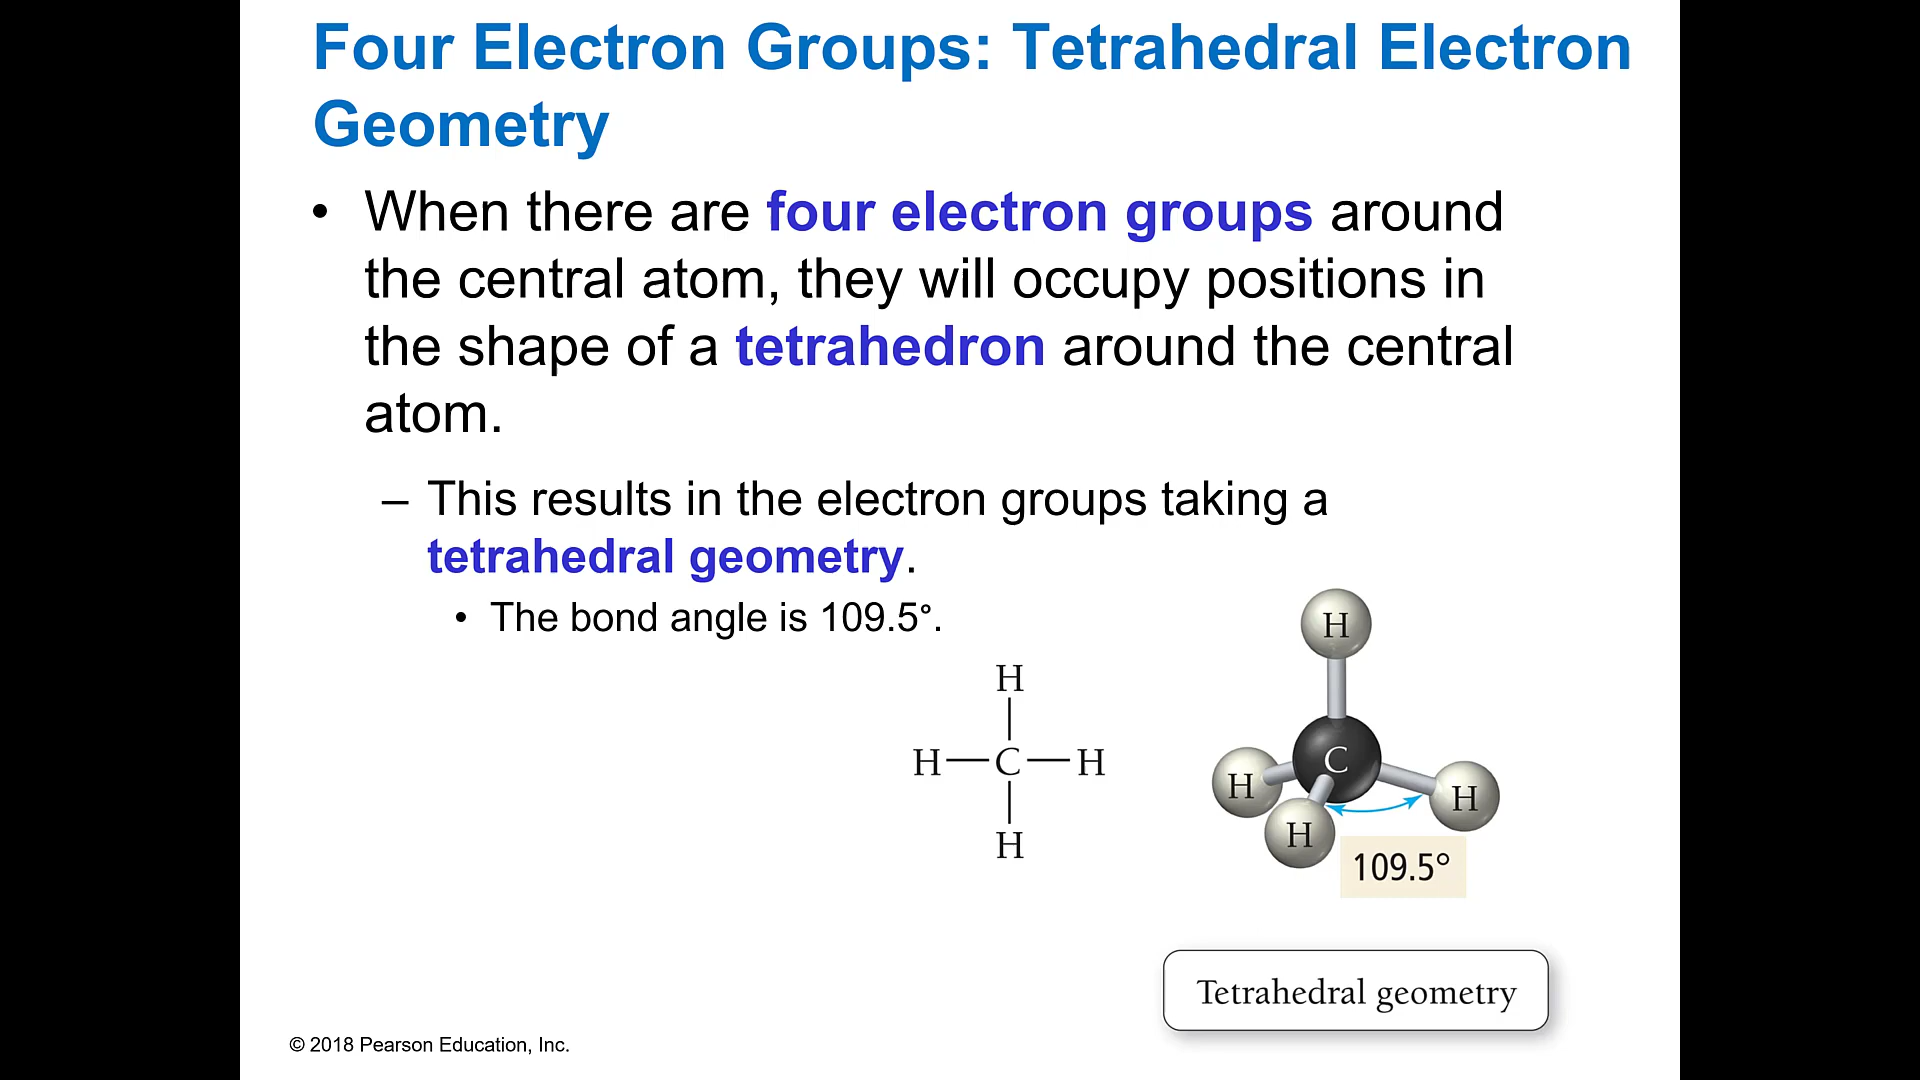 Four Electron Groups: Tetrahedral Electron
Geometry
• When there are four electron groups around
the central atom, they will occupy positions in
the shape of a tetrahedron around the central
atom.
– This results in the electron groups taking a
tetrahedral geometry.
• The bond angle is 109.5°.
H
H—C—H
H
H
C
H
H
H
109.5°
Tetrahedral geometry
© 2018 Pearson Education, Inc.